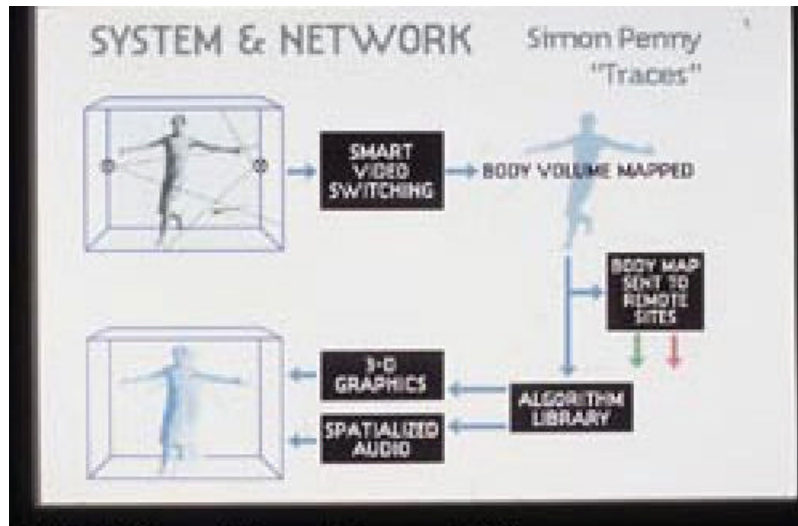 SYSTEM & NETWORK
Simon Penny
"Traces"
SMART
VIDEO
SWITCHING
BODY VOLUME MAPPED
BODY MAP
SENT TO
REMOTE
SITES
3-D
GRAPHICS
ALGORITHM
LIBRARY
SPATIALIZED
AUDIO